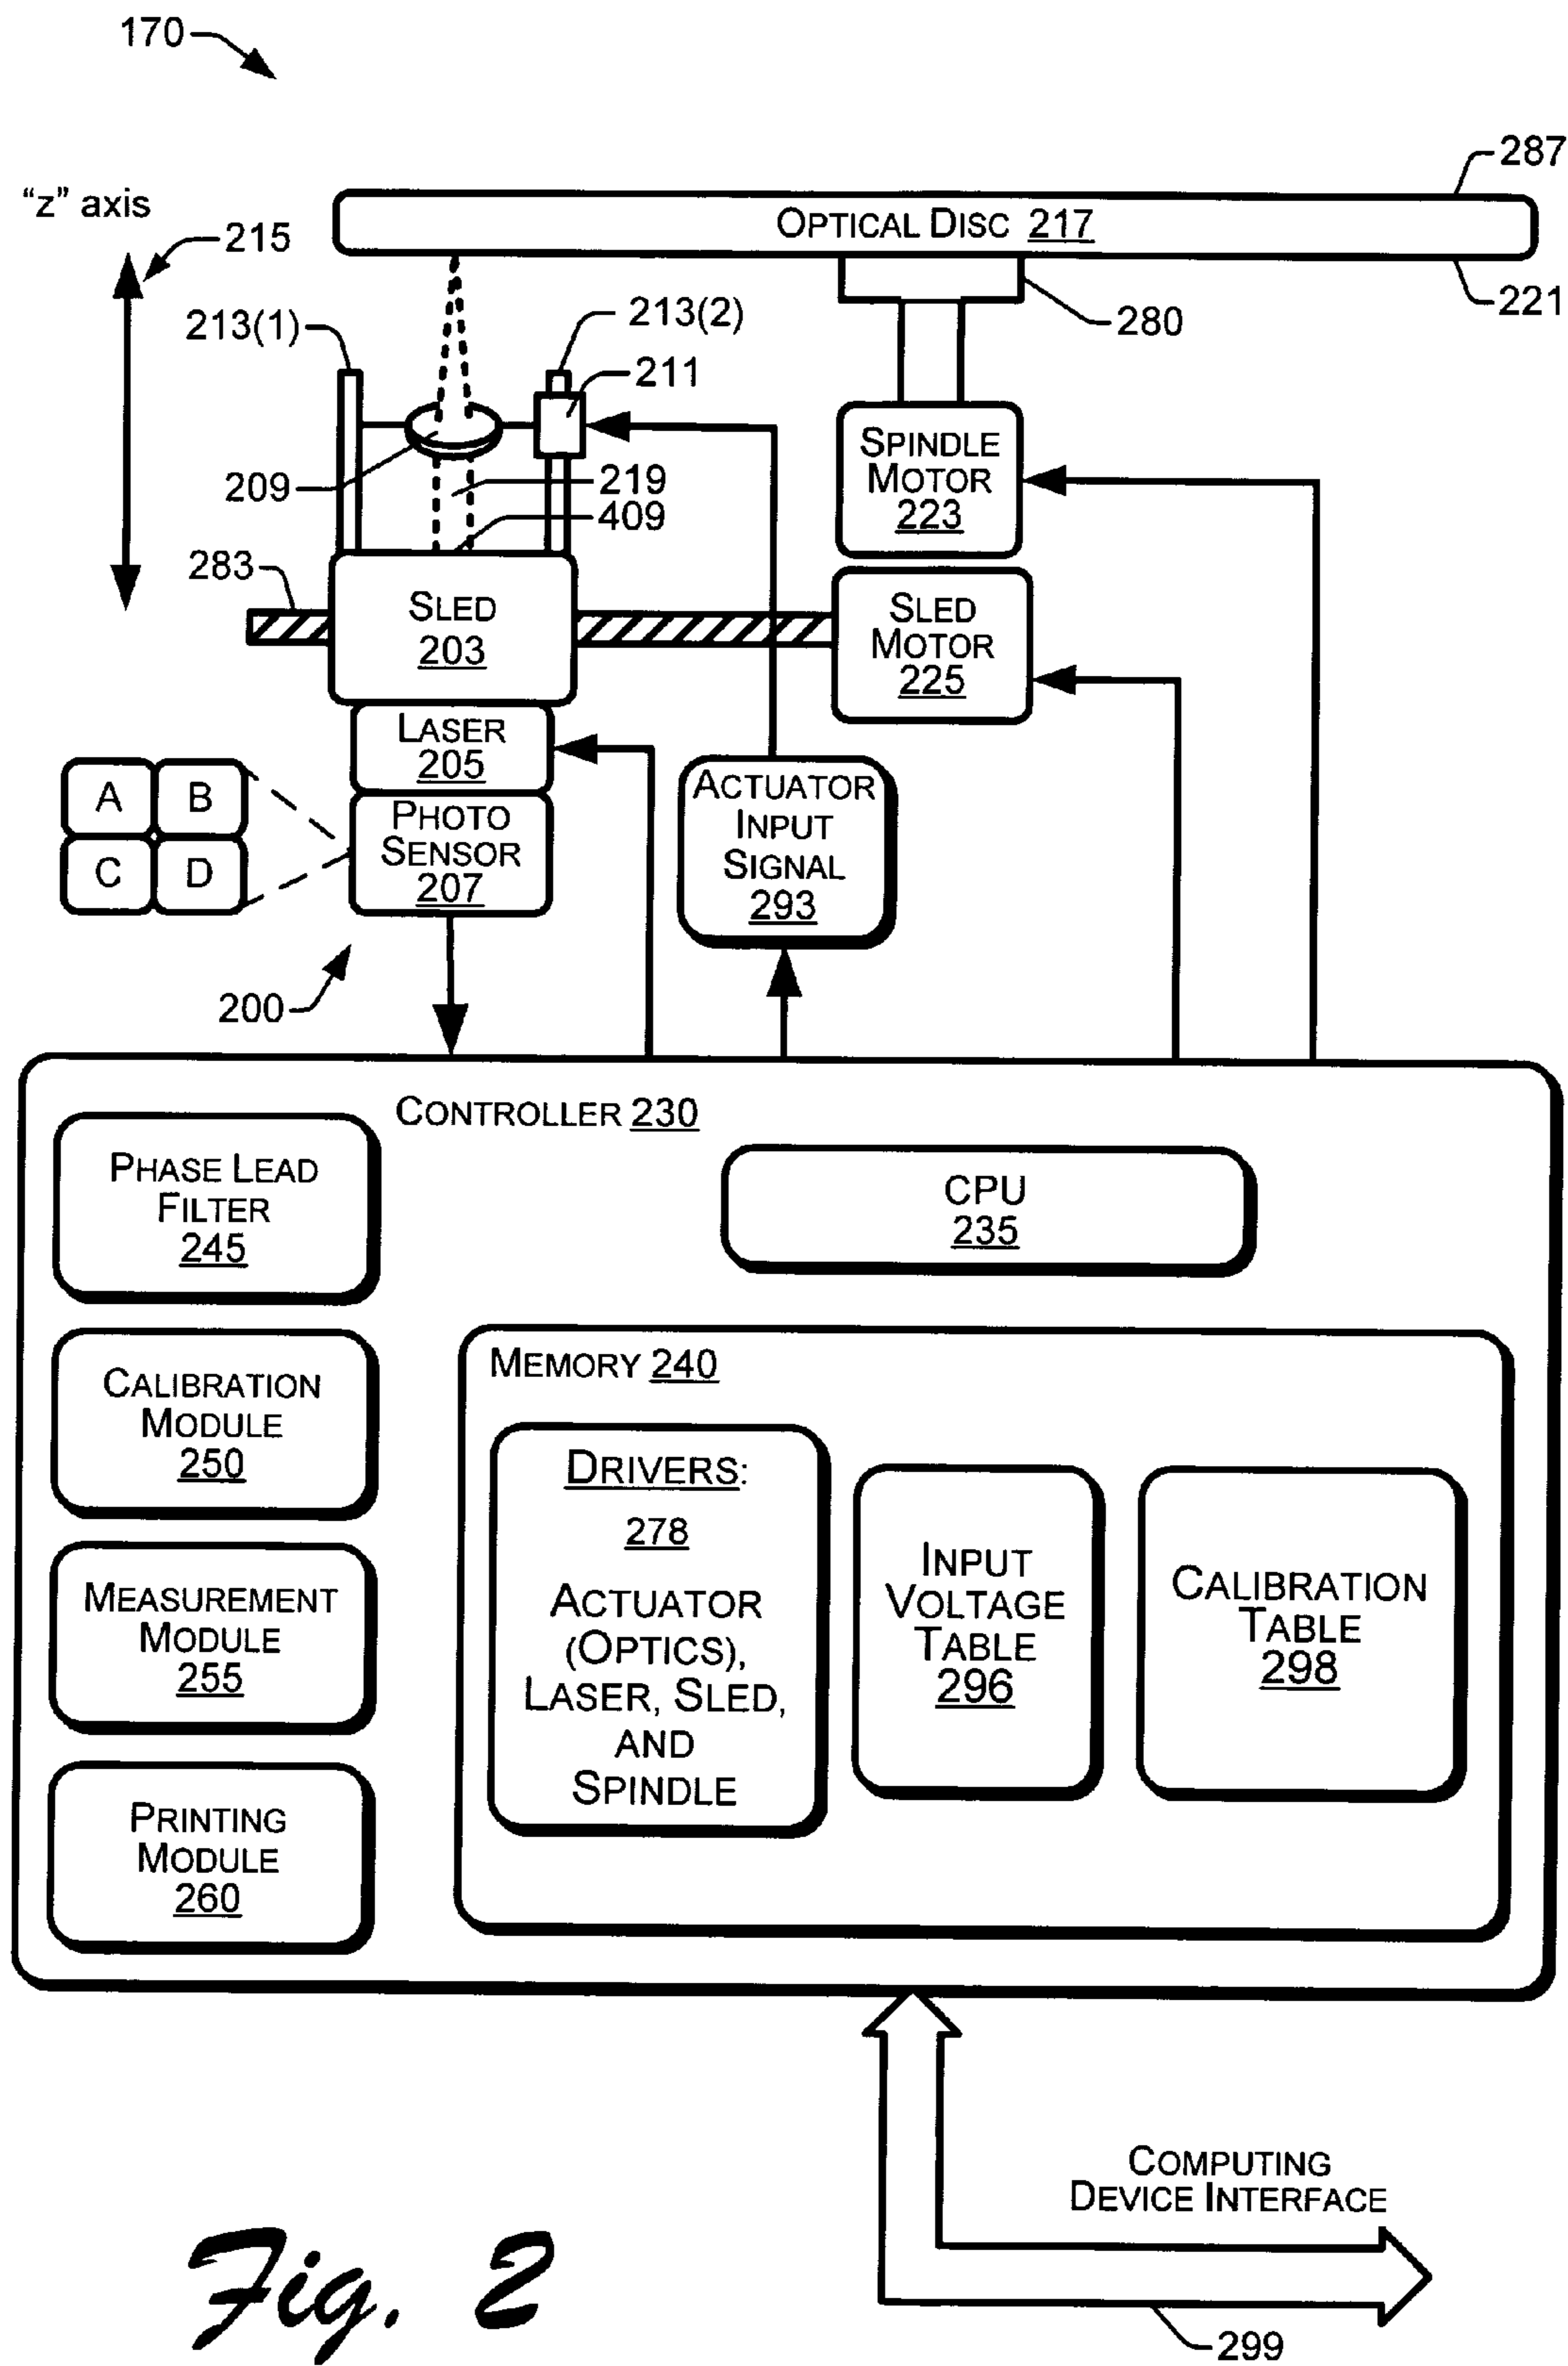 170
287
"z" axis
OPTICAL DISC 217
215
221
213(1)
213(2)
280
211
SPINDLE
MOTOR
223
209
219
409
283
SLED
203
SLED
MOTOR
225
LASER
205
A B
C D
PHOTO
SENSOR
207
ACTUATOR
INPUT
SIGNAL
293
200
CONTROLLER 230
PHASE LEAD
FILTER
245
CPU
235
CALIBRATION
MODULE
250
MEMORY 240
DRIVERS:
278
ACTUATOR
(OPTICS),
LASER, SLED,
AND
SPINDLE
INPUT
VOLTAGE
TABLE
296
CALIBRATION
TABLE
298
MEASUREMENT
MODULE
255
PRINTING
MODULE
260
COMPUTING
DEVICE INTERFACE
299
Fig. 2